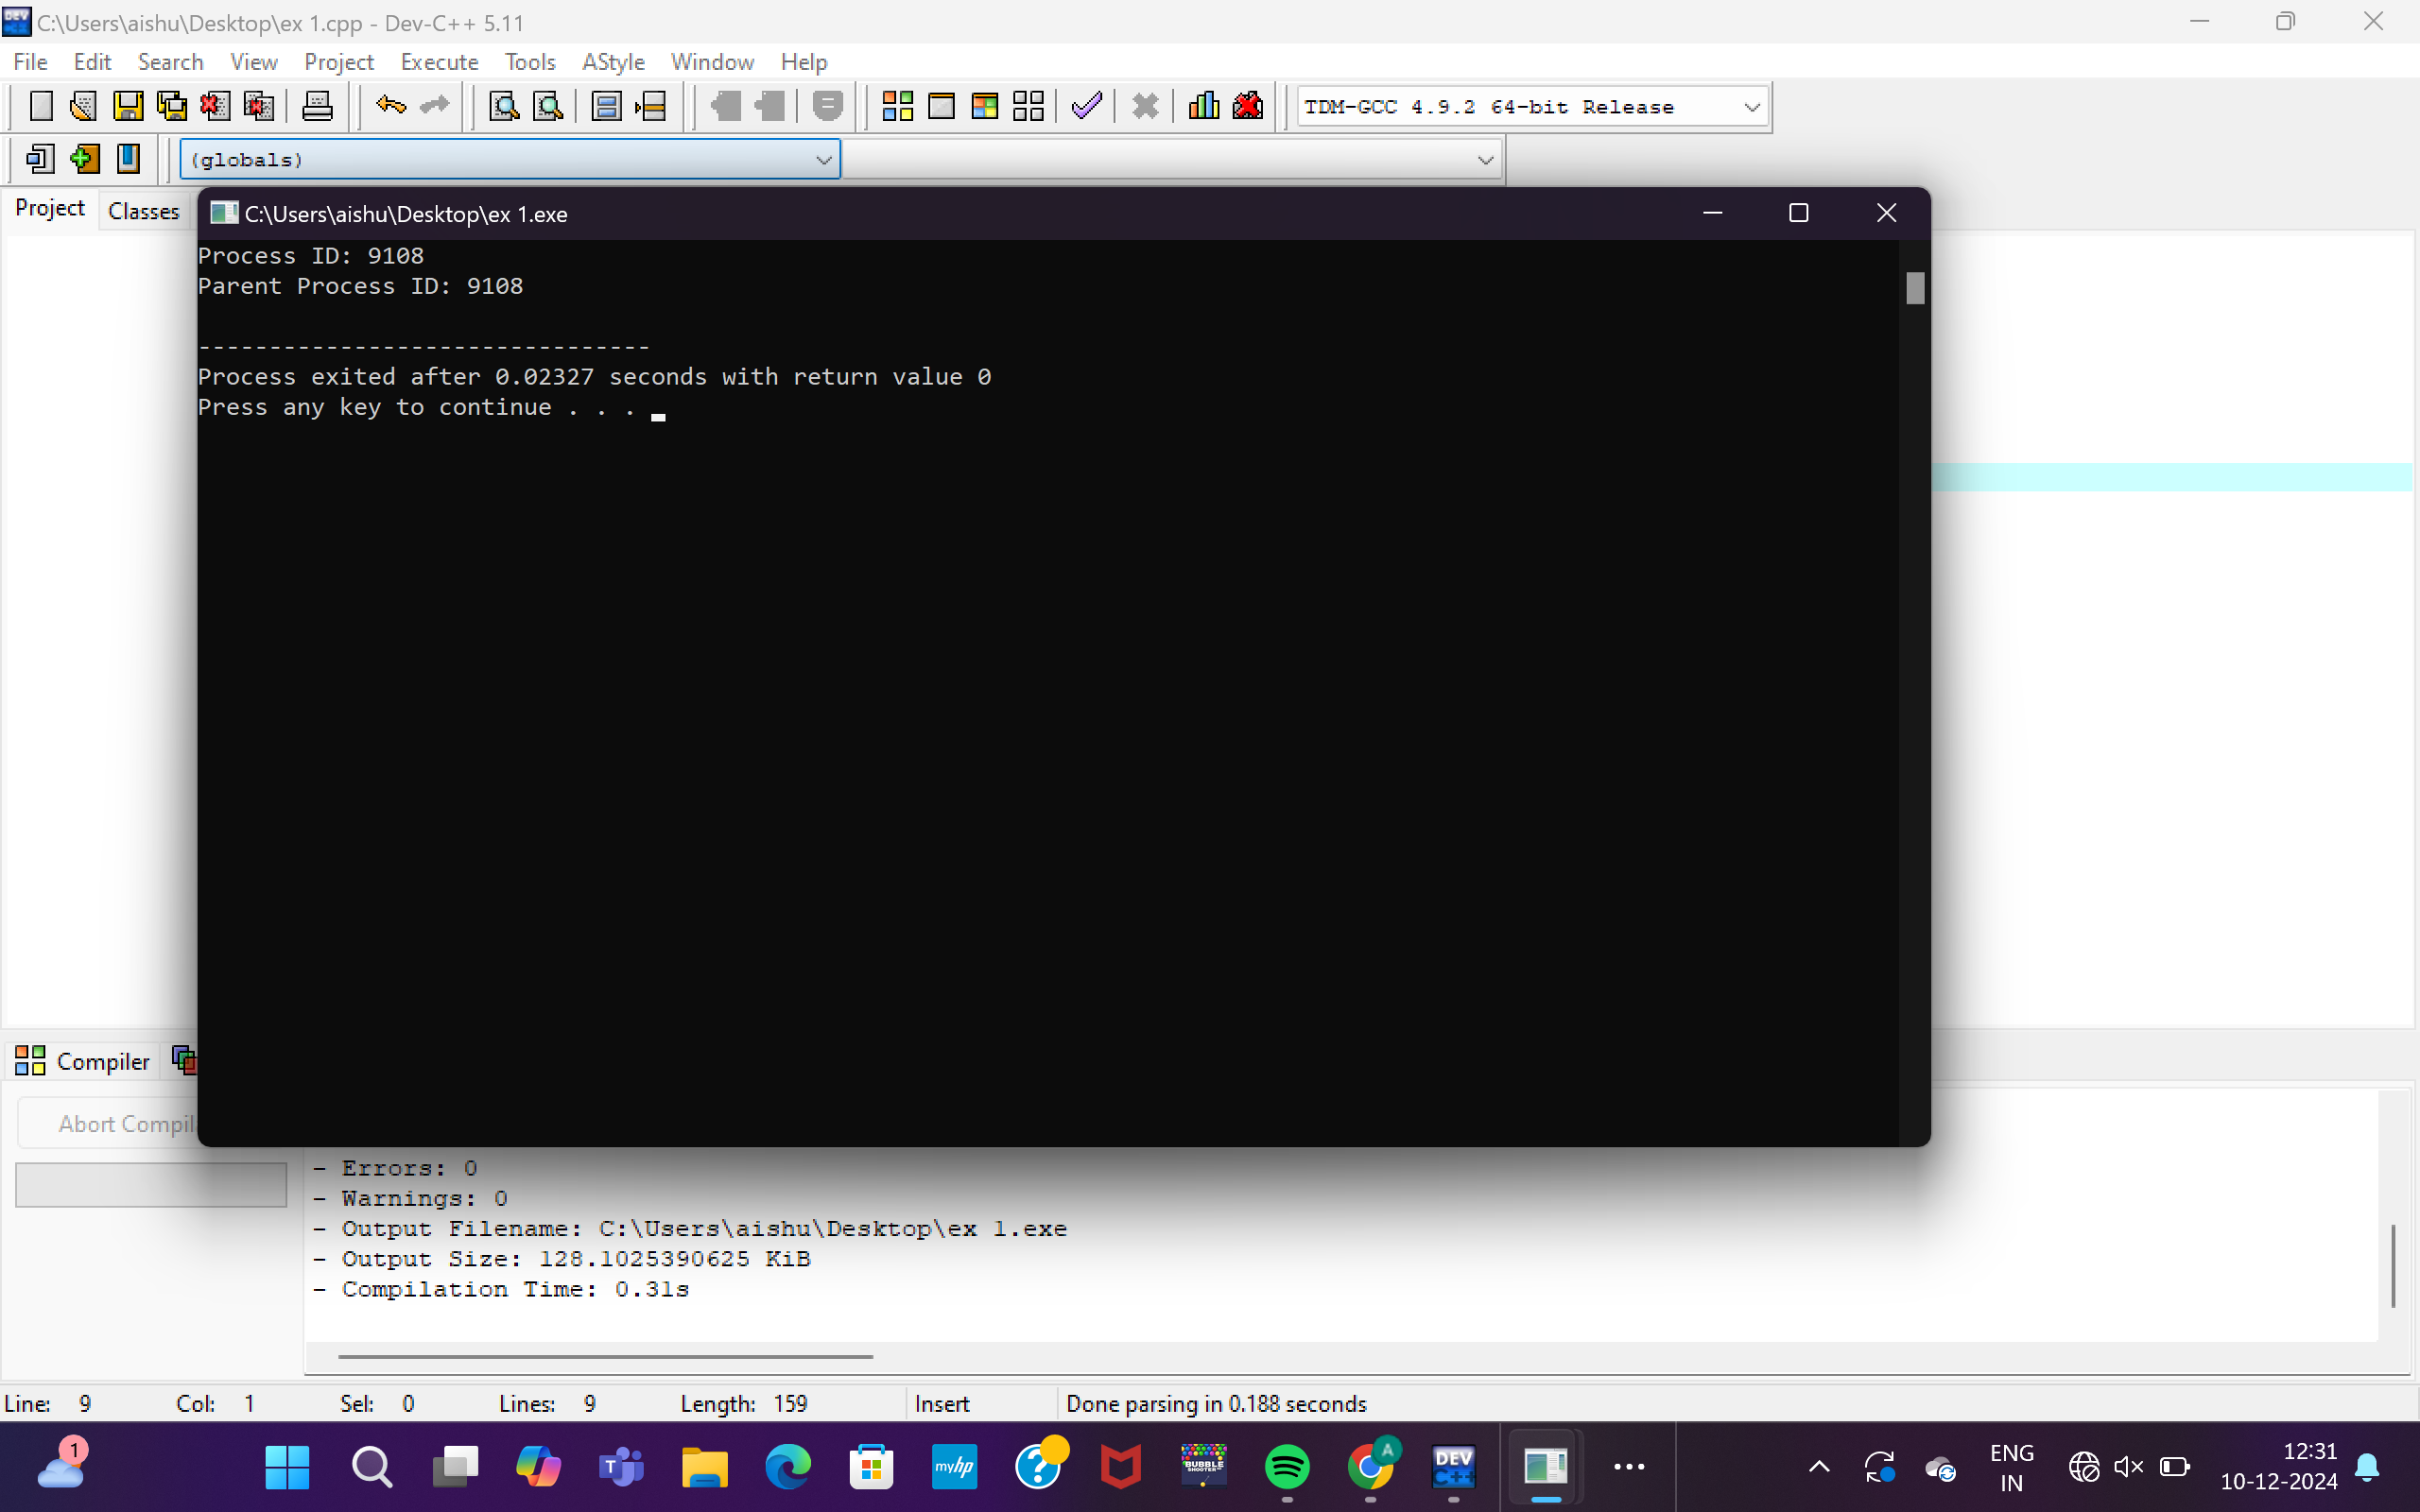 C:\Users\aishu\Desktop\ex 1.cpp - Dev-C++ 5.11
File Edit Search View Project Execute Tools AStyle Window Help
TDM-GCC 4.9.2 64-bit Release
(globals)
Project Classes
C:\Users\aishu\Desktop\ex 1.exe
Process ID: 9108
Parent Process ID: 9108
--------------------------------
Process exited after 0.02327 seconds with return value 0
Press any key to continue . . .
Compiler
Abort Compil
- Errors: 0
- Warnings: 0
- Output Filename: C:\Users\aishu\Desktop\ex 1.exe
- Output Size: 128.1025390625 KiB
- Compilation Time: 0.31s
Line: 9 Col: 1 Sel: 0 Lines: 9 Length: 159 Insert Done parsing in 0.188 seconds
1
T
myhp
?
BUBBLE
SHOOTER
A
DEV
C++
ENG
IN
12:31
10-12-2024